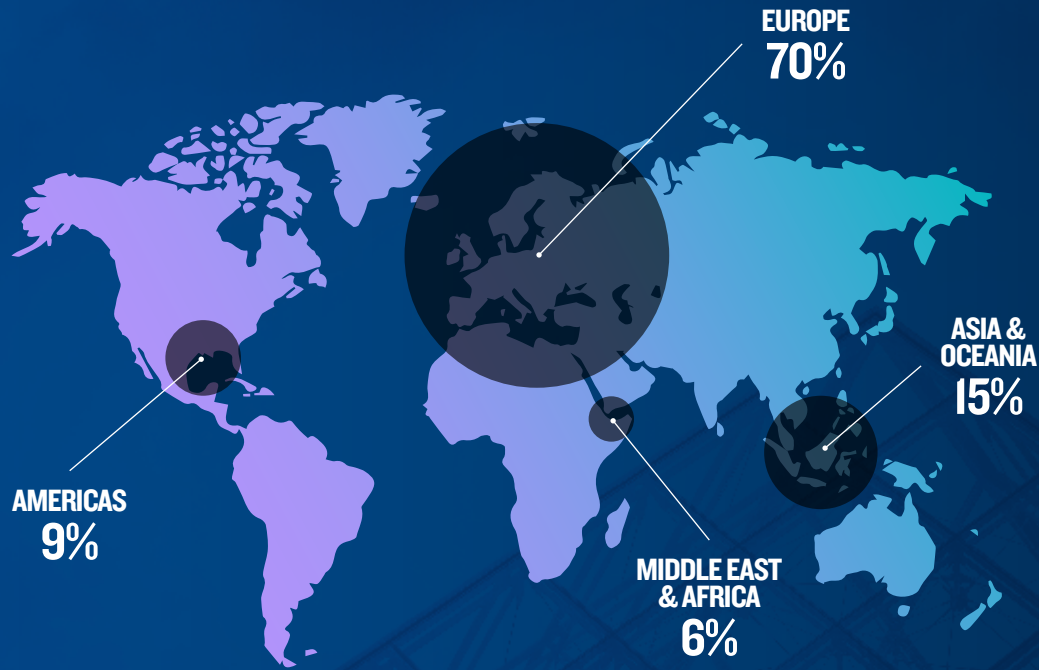 EUROPE
70%
ASIA &
OCEANIA
15%
AMERICAS
9%
MIDDLE EAST
& AFRICA
6%